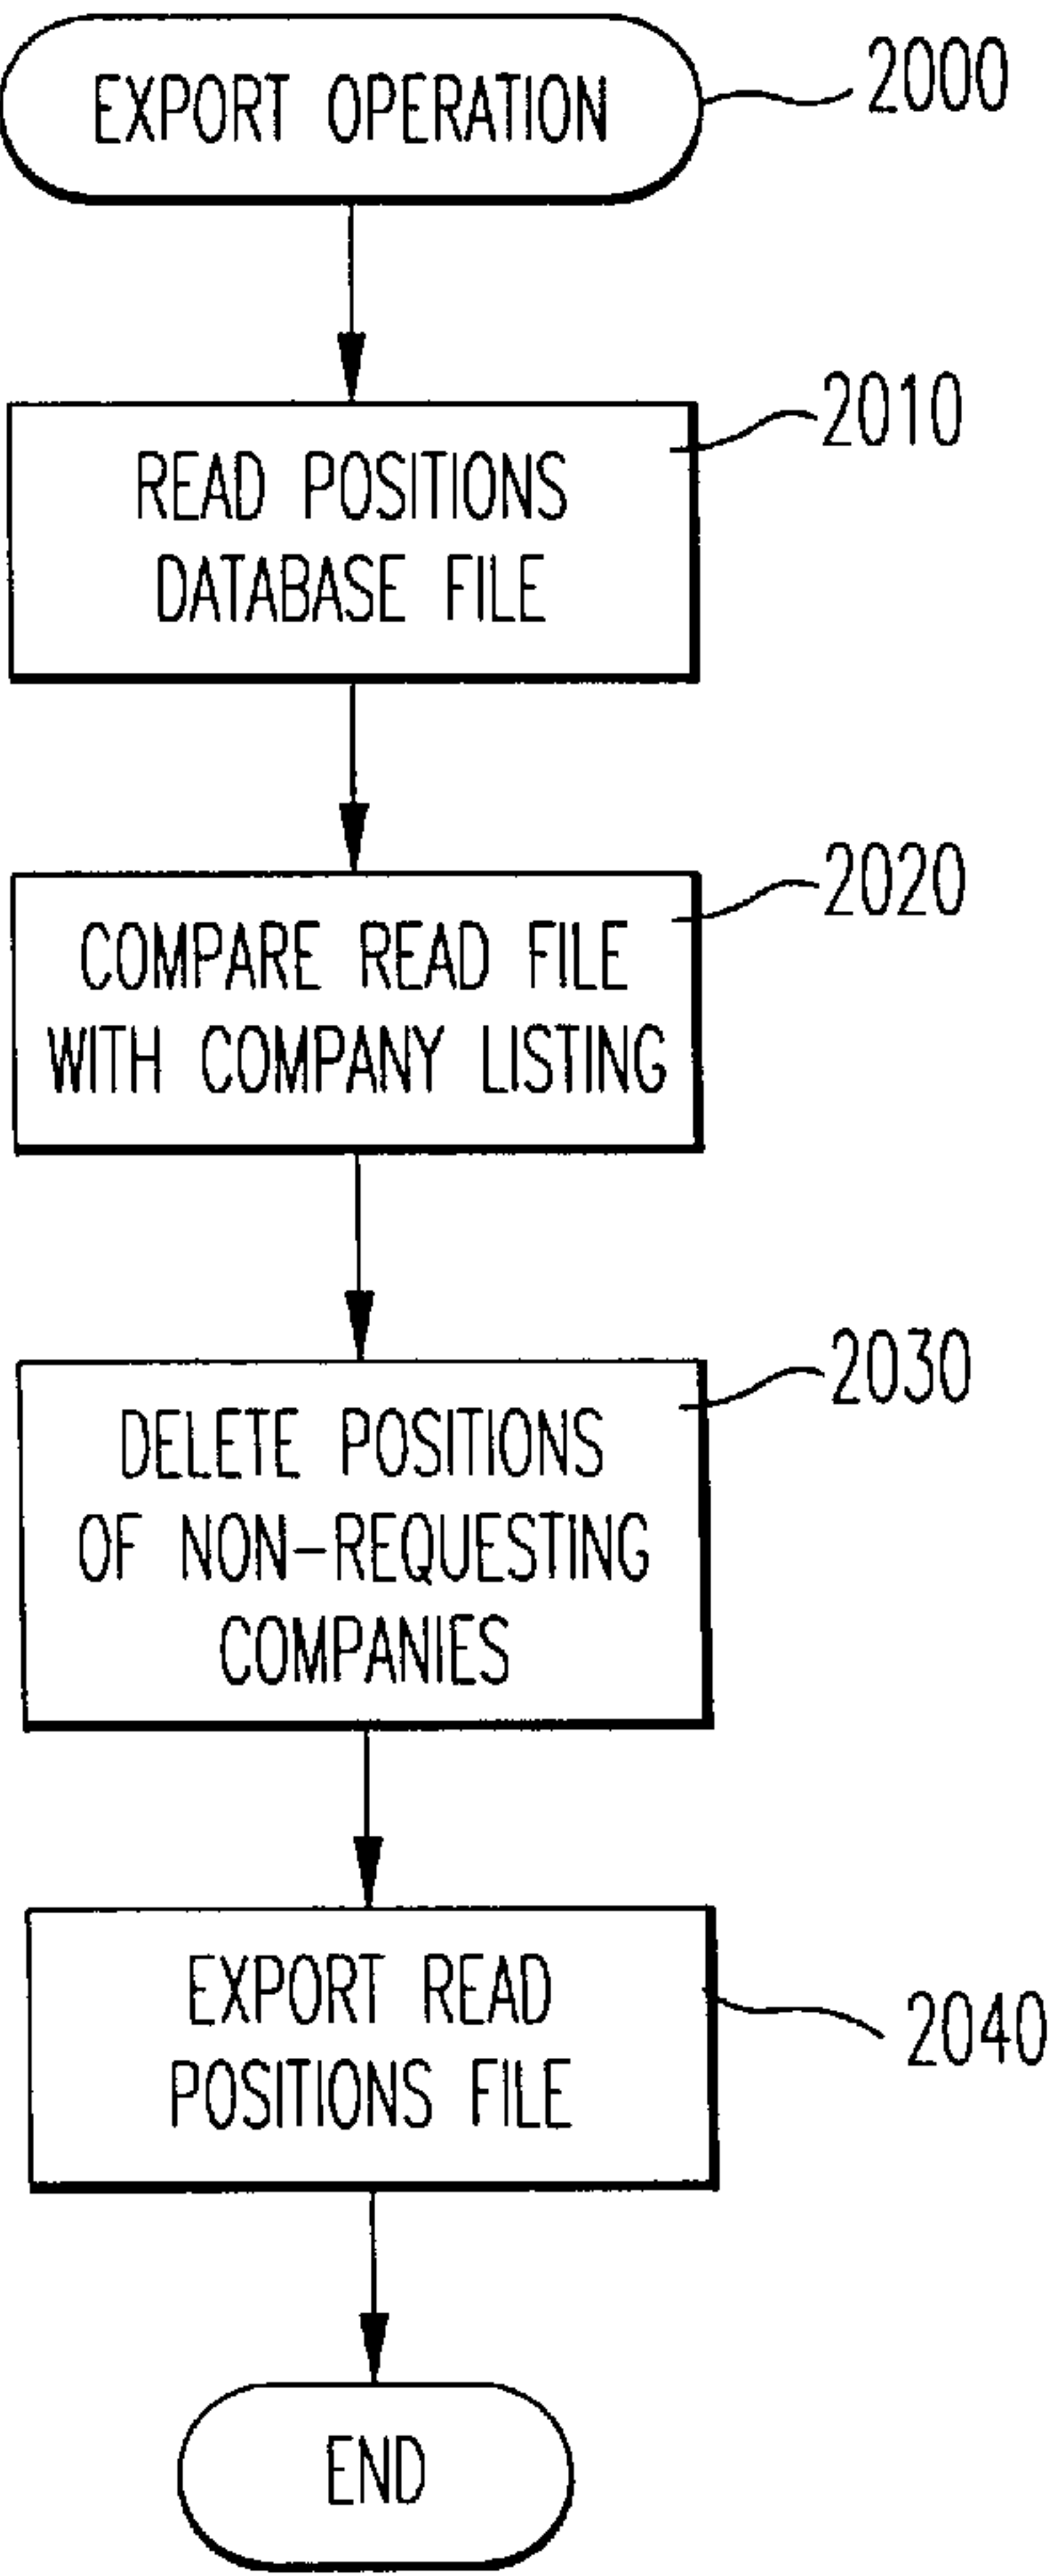 EXPORT OPERATION
2000
2010
READ POSITIONS
DATABASE FILE
2020
COMPARE READ FILE
WITH COMPANY LISTING
2030
DELETE POSITIONS
OF NON-REQUESTING
COMPANIES
2040
EXPORT READ
POSITIONS FILE
END